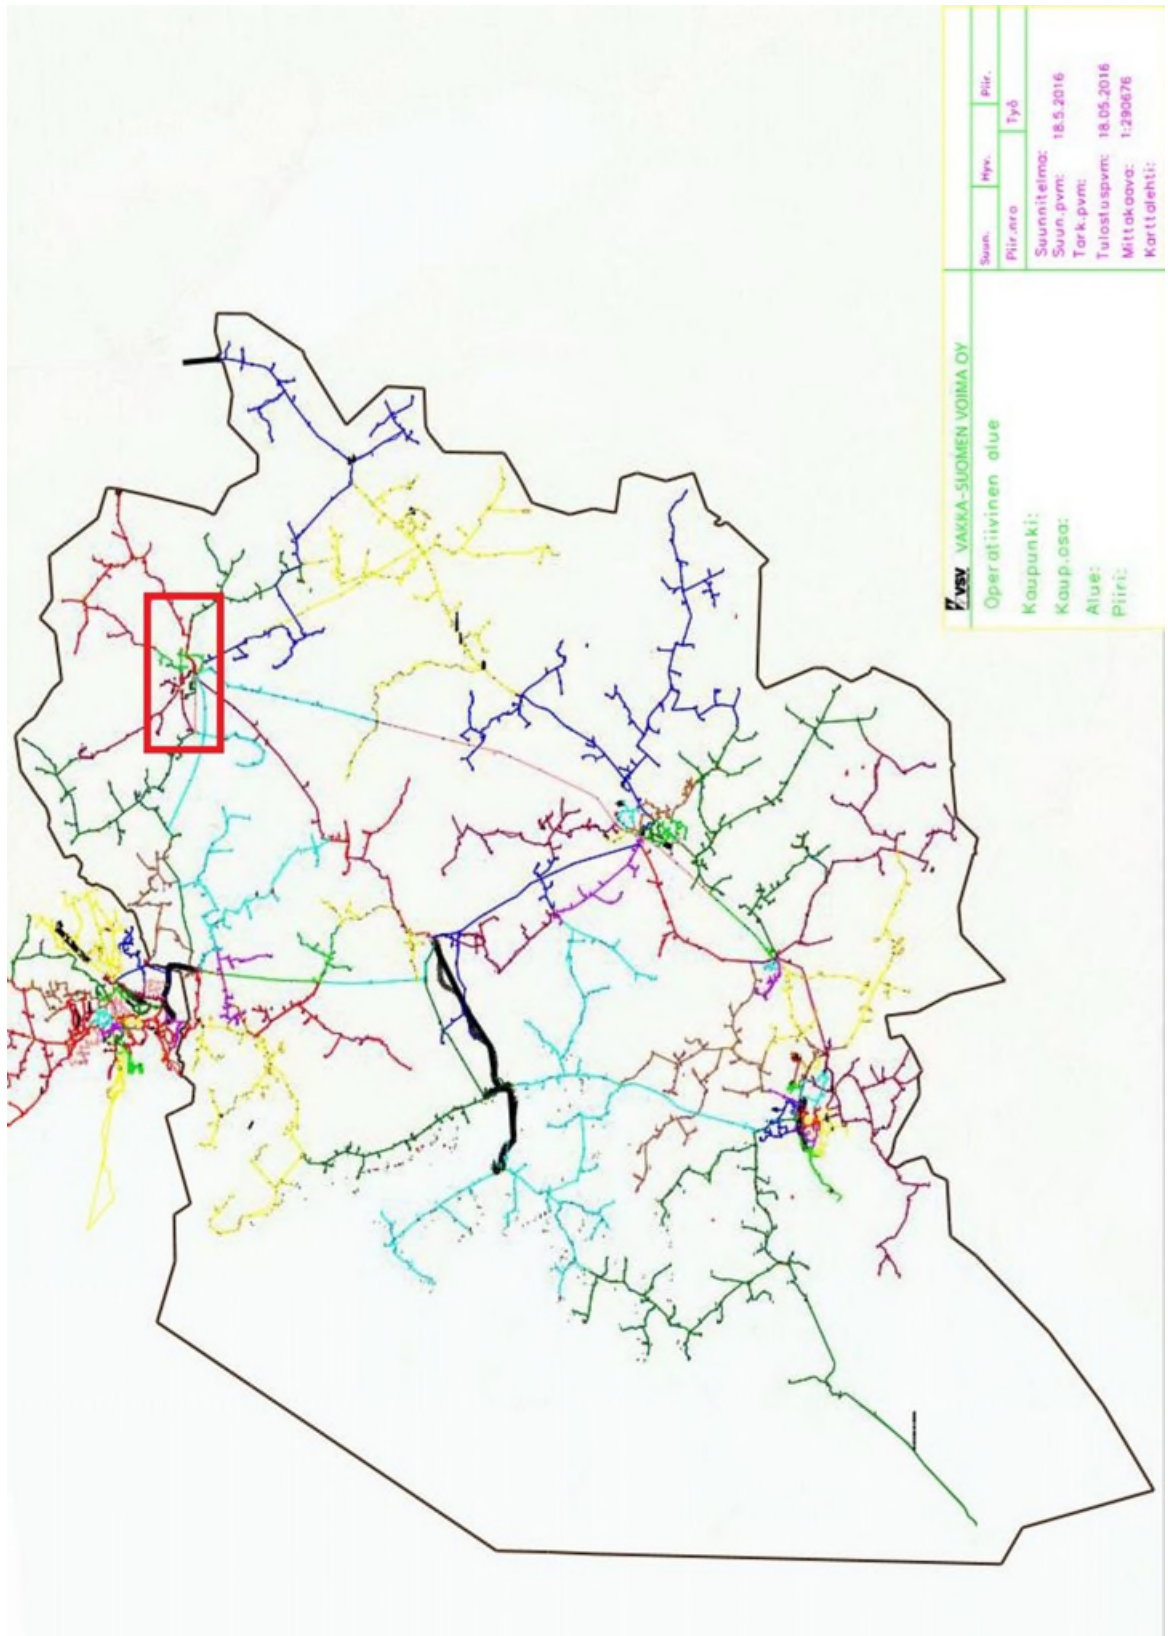 VSV VAKKA-SUOMEN VOIMA OY
Operatiivinen alue
Kaupunki:
Kaup.osa:
Alue:
Piiri:
Suun. Hyv. Piir.
Piir.nro Työ
Suunnitelma:
Suun.pvm: 18.5.2016
Tark.pvm:
Tulostuspvm: 18.05.2016
Mittakaava: 1:290676
Karttalehti: